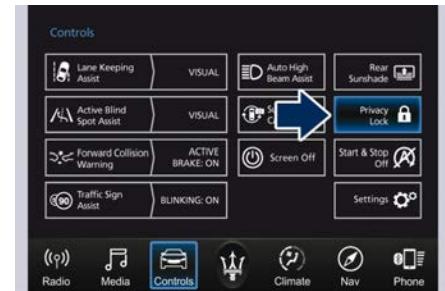 Controls
Lane Keeping
Assist
VISUAL
Auto High
Beam Assist
Rear
Sunshade
Active Blind
Spot Assist
VISUAL
Privacy
Lock
Forward Collision
Warning
ACTIVE
BRAKE: ON
Screen Off
Start & Stop
Off
90
Traffic Sign
Assist
BLINKING: ON
Settings
Radio
Media
Controls
Climate
Nav
Phone